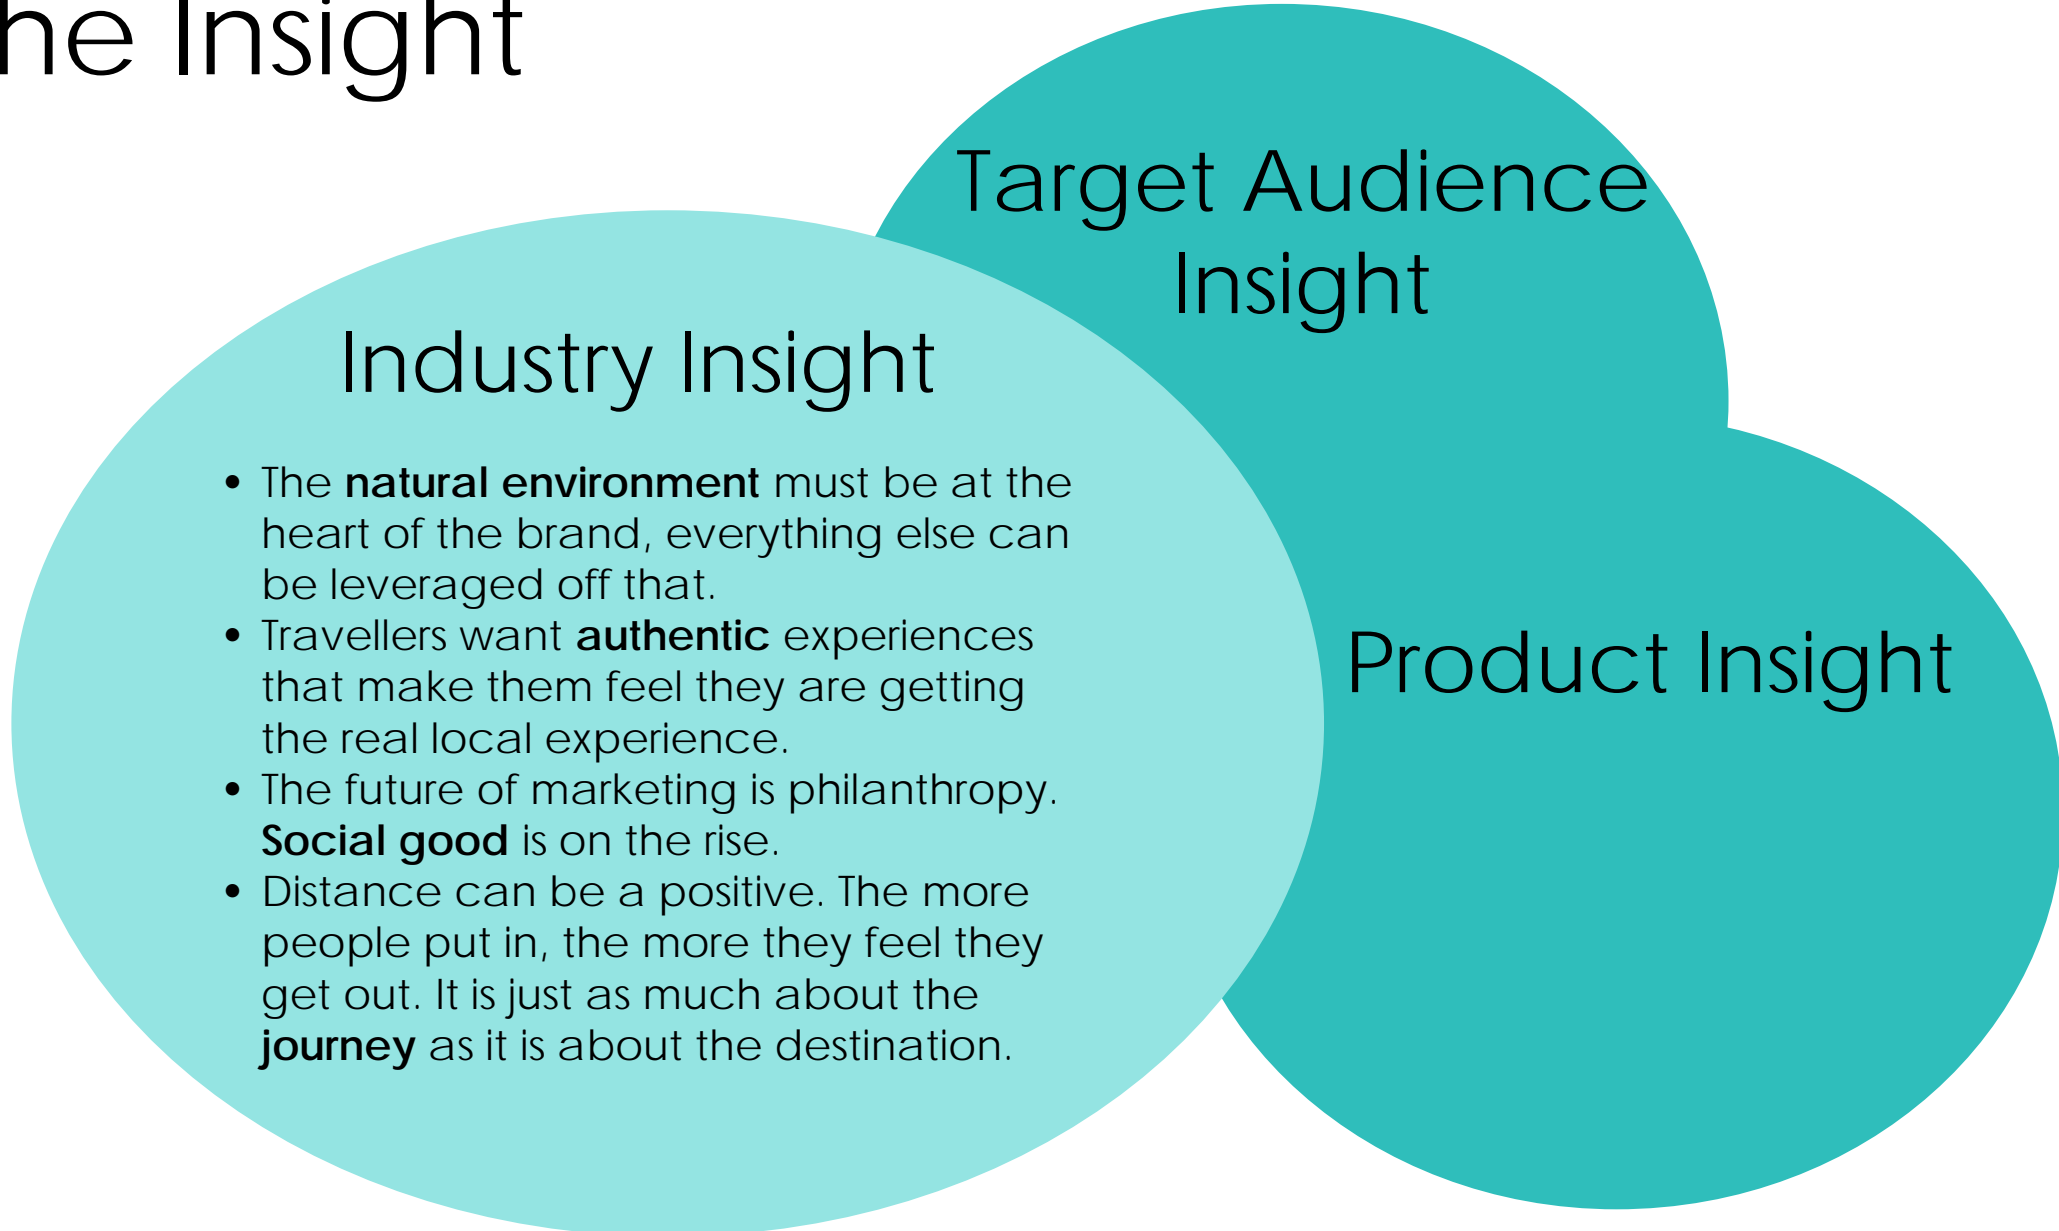 he Insight
Target Audience
Insight
Industry Insight
• The natural environment must be at the
heart of the brand, everything else can
be leveraged off that.
• Travellers want authentic experiences
that make them feel they are getting
the real local experience.
• The future of marketing is philanthropy.
Social good is on the rise.
• Distance can be a positive. The more
people put in, the more they feel they
get out. It is just as much about the
journey as it is about the destination.
Product Insight